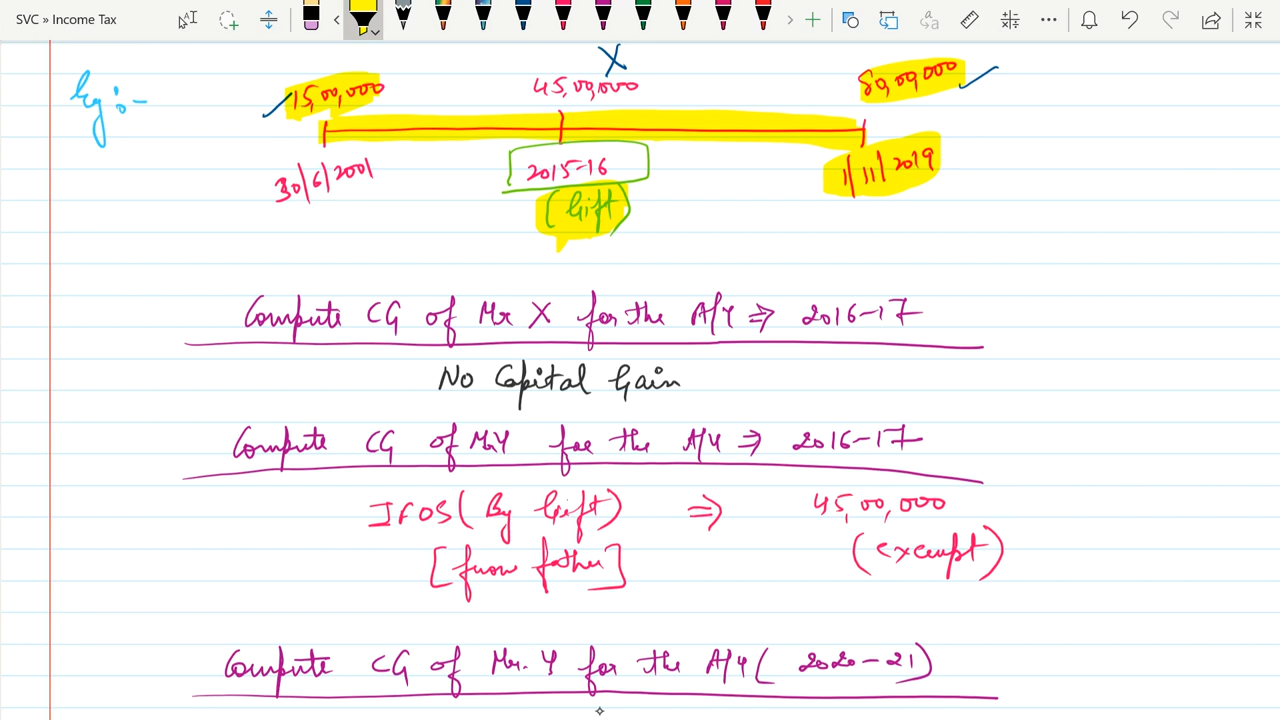 SVC » Income Tax
X
Eg:-
15,00,000 45,00,000 80,00,000
30/6/2001 2015-16 1/11/2019
(Gift)
Compute CG of Mr X for the A/Y ⇒ 2016-17
No Capital Gain
Compute CG of Mr.Y for the A/Y ⇒ 2016-17
IFOS (By Gift) ⇒ 45,00,000
[from father] (exempt)
Compute CG of Mr. Y for the A/Y ( 2020-21)